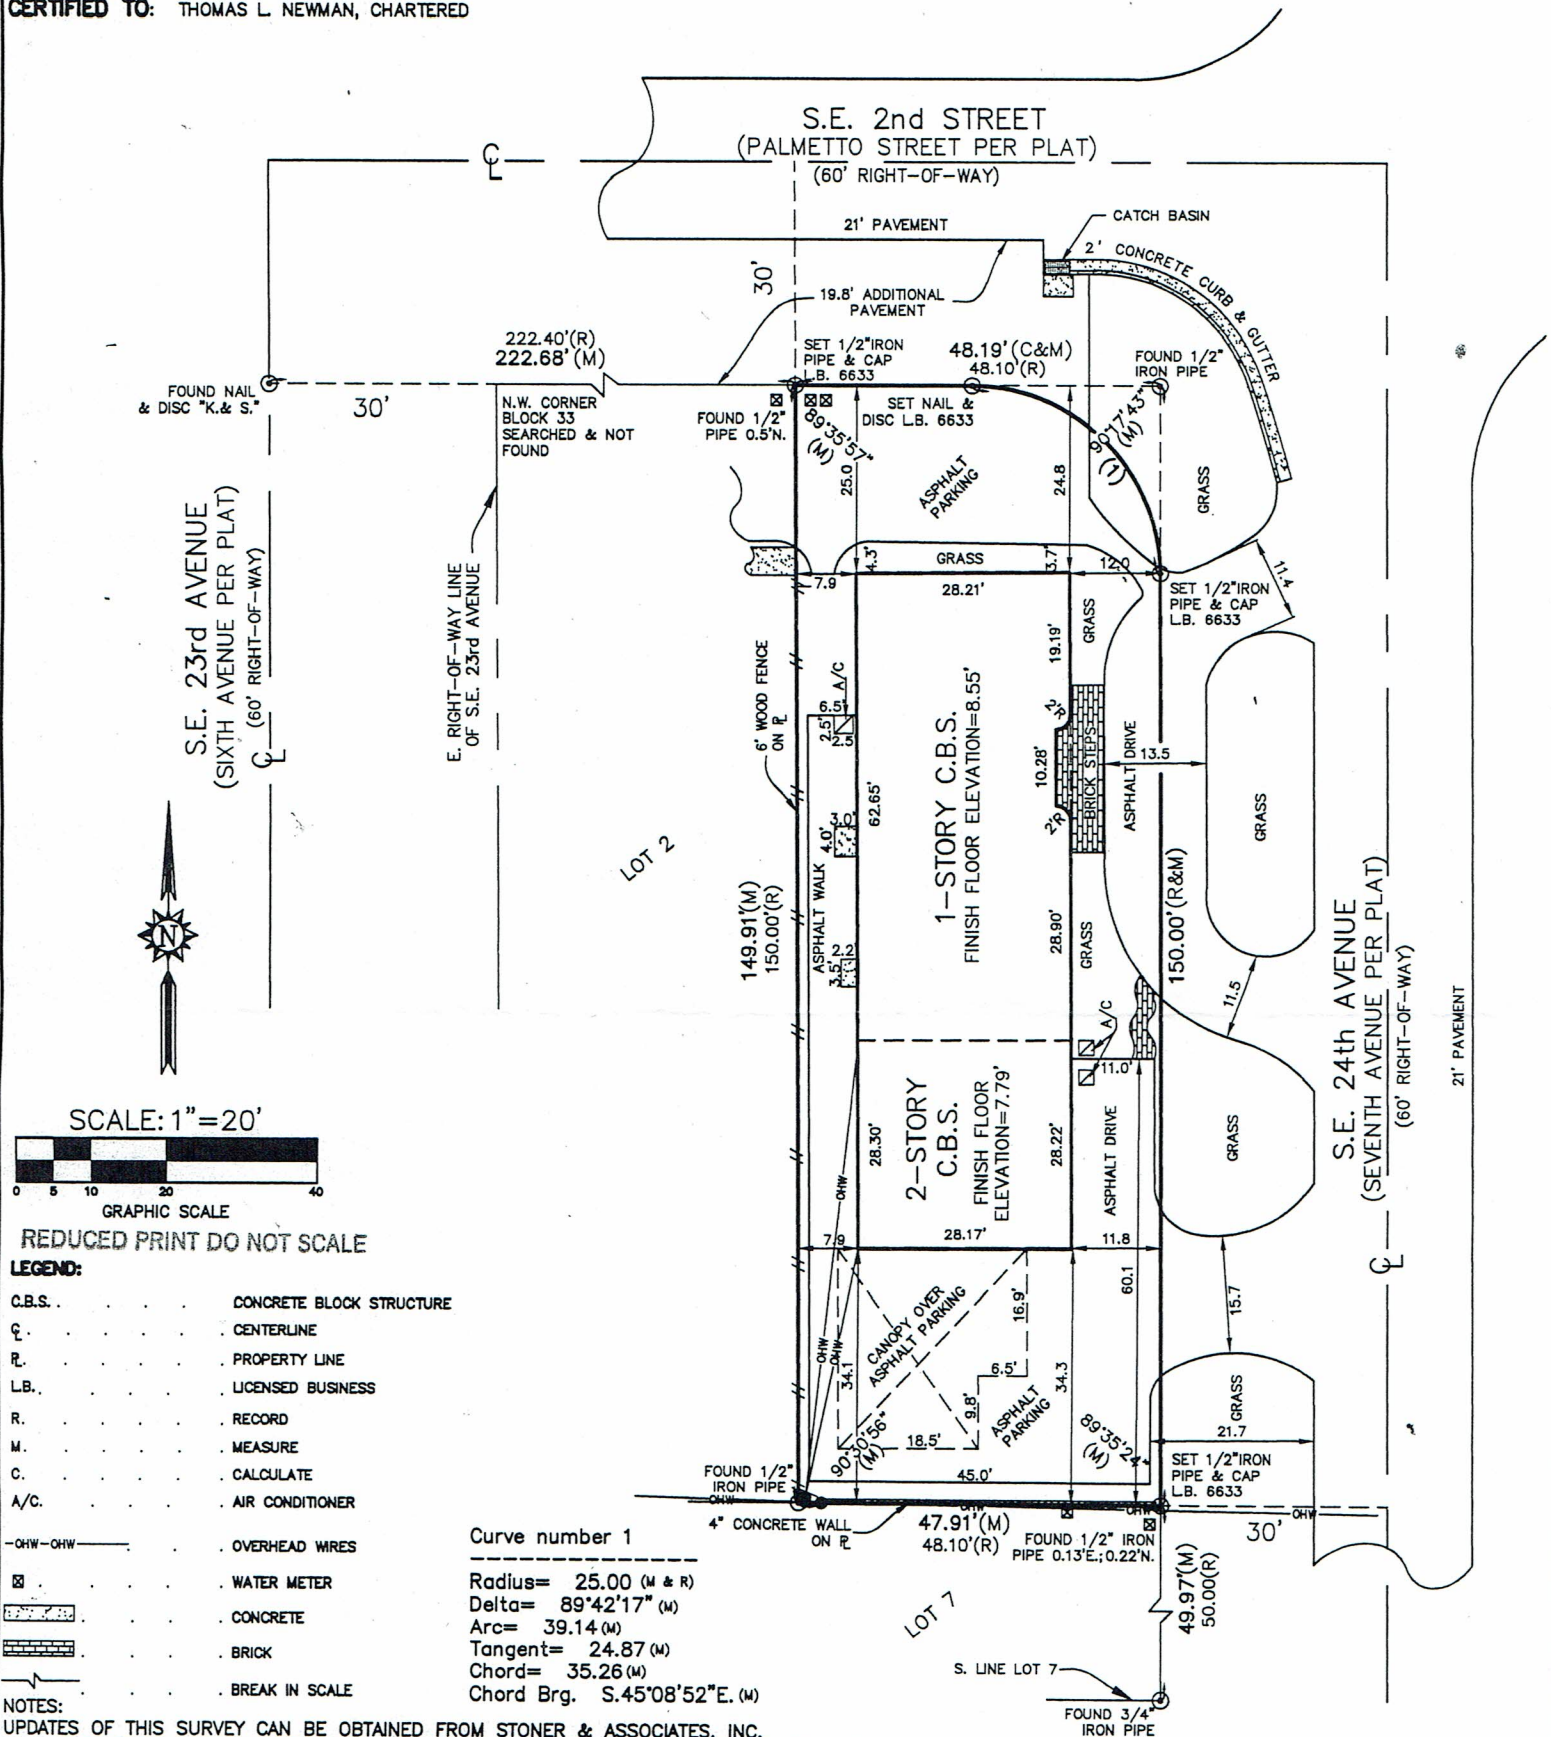 CERTIFIED TO: THOMAS L. NEWMAN, CHARTERED
S.E. 2nd STREET
(PALMETTO STREET PER PLAT)
(60' RIGHT-OF-WAY)
℄
21' PAVEMENT
CATCH BASIN
2' CONCRETE CURB & GUTTER
30'
19.8' ADDITIONAL
PAVEMENT
222.40'(R)
222.68'(M)
FOUND NAIL
& DISC "K.& S."
30'
N.W. CORNER
BLOCK 33
SEARCHED & NOT
FOUND
SET 1/2"IRON
PIPE & CAP
L.B. 6633
FOUND 1/2"
PIPE 0.5'N.
48.19'(C&M)
48.10'(R)
SET NAIL &
DISC L.B. 6633
FOUND 1/2"
IRON PIPE
89°35'57"
(M)
90°17'43"
(M)
(1)
25.0
ASPHALT
PARKING
24.8
GRASS
S.E. 23rd AVENUE
(SIXTH AVENUE PER PLAT)
(60' RIGHT-OF-WAY)
℄
E. RIGHT-OF-WAY LINE
OF S.E. 23rd AVENUE
4.3'
GRASS
3.7'
12.0
7.9
28.21'
11.4
SET 1/2"IRON
PIPE & CAP
L.B. 6633
GRASS
19.19'
6' WOOD FENCE
ON ℞
A/C
6.5'
2.5'
2.5
2'R
10.28'
2'R
BRICK STEPS
ASPHALT DRIVE
13.5
GRASS
1-STORY C.B.S.
FINISH FLOOR ELEVATION=8.55'
62.65'
3.0'
4.0'
LOT 2
ASPHALT WALK
149.91'(M)
150.00'(R)
2.2
3.5'
28.90'
GRASS
150.00'(R&M)
11.5
A/C
11.0'
S.E. 24th AVENUE
(SEVENTH AVENUE PER PLAT)
(60' RIGHT-OF-WAY)
℄
21' PAVEMENT
N
2-STORY
C.B.S.
FINISH FLOOR
ELEVATION=7.79'
28.30'
28.22'
ASPHALT DRIVE
GRASS
OHW
7.9
28.17'
11.8
60.1
15.7
CANOPY OVER
ASPHALT PARKING
16.9'
6.5'
9.8'
18.5'
ASPHALT
PARKING
OHW
OHW
34.1
34.3
90°30'56"
(M)
89°35'24"
(M)
GRASS
21.7
45.0'
FOUND 1/2"
IRON PIPE
SET 1/2"IRON
PIPE & CAP
L.B. 6633
OHW
OHW
OHW
OHW
4" CONCRETE WALL
ON ℞
47.91'(M)
48.10'(R)
FOUND 1/2" IRON
PIPE 0.13'E.;0.22'N.
30'
49.97'(M)
50.00(R)
LOT 7
S. LINE LOT 7
FOUND 3/4"
IRON PIPE
SCALE: 1"=20'
0 5 10 20 40
GRAPHIC SCALE
REDUCED PRINT DO NOT SCALE
LEGEND:
C.B.S. . . . . . CONCRETE BLOCK STRUCTURE
℄ . . . . . . CENTERLINE
℞ . . . . . . PROPERTY LINE
L.B. . . . . . LICENSED BUSINESS
R. . . . . . RECORD
M. . . . . . MEASURE
C. . . . . . CALCULATE
A/C. . . . . AIR CONDITIONER
-OHW-OHW- . . . OVERHEAD WIRES
. . . . . WATER METER
. . . . CONCRETE
. . . . BRICK
. . . . BREAK IN SCALE
Curve number 1
Radius= 25.00 (M & R)
Delta= 89°42'17" (M)
Arc= 39.14 (M)
Tangent= 24.87 (M)
Chord= 35.26 (M)
Chord Brg. S.45°08'52"E. (M)
NOTES:
UPDATES OF THIS SURVEY CAN BE OBTAINED FROM STONER & ASSOCIATES, INC.